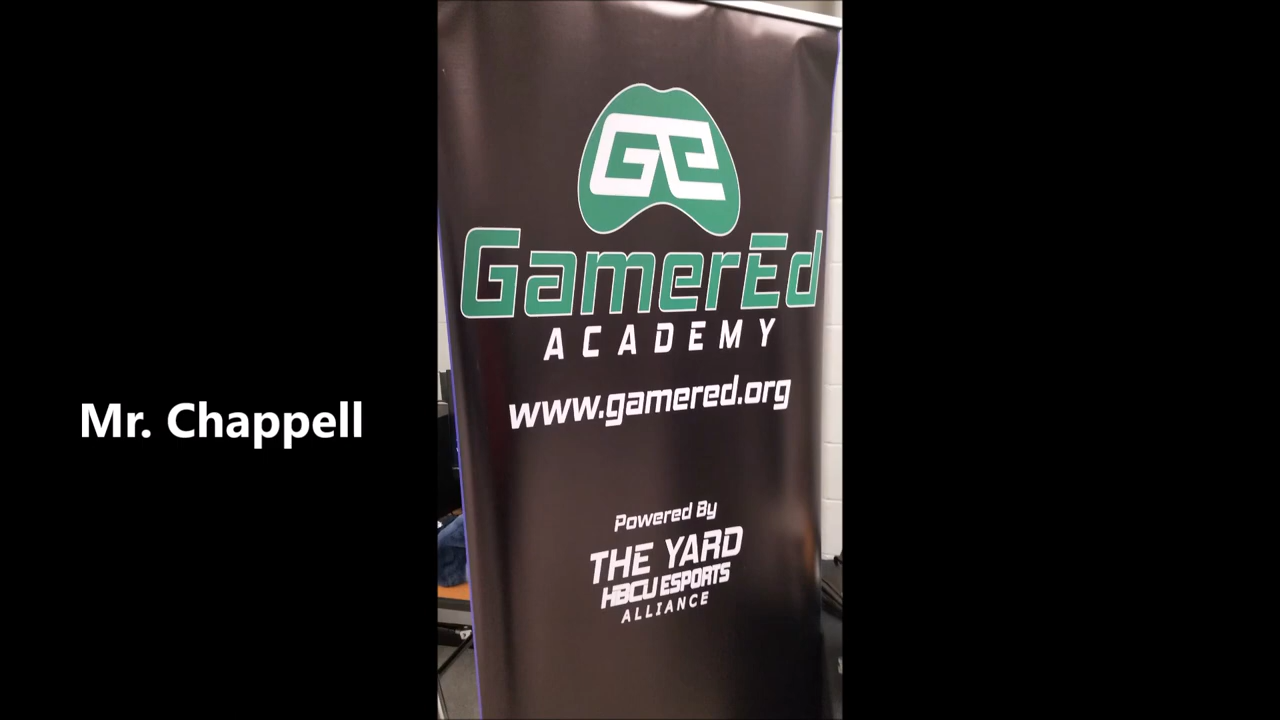 Mr. Chappell
GE
GamerEd
ACADEMY
www.gamered.org
Powered By
THE YARD
HBCU ESPORTS
ALLIANCE